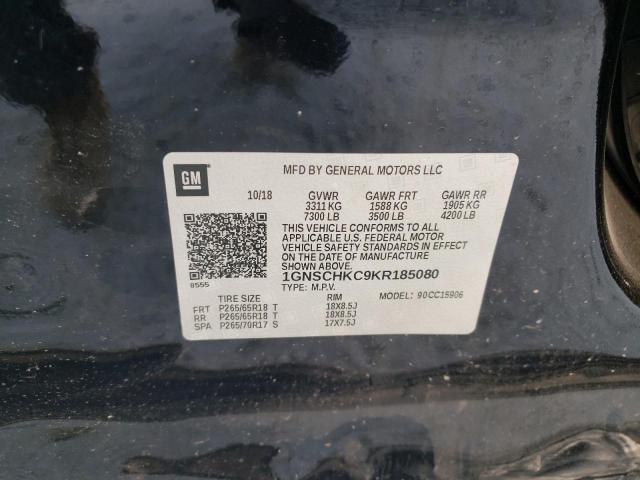 GM
MFD BY GENERAL MOTORS LLC
10/18 GVWR GAWR FRT GAWR RR
3311 KG 1588 KG 1905 KG
7300 LB 3500 LB 4200 LB
THIS VEHICLE CONFORMS TO ALL
APPLICABLE U.S. FEDERAL MOTOR
VEHICLE SAFETY STANDARDS IN EFFECT
ON THE DATE OF MANUFACTURE SHOWN ABOVE.
1GNSCHKC9KR185080
8555
TYPE: M.P.V. MODEL: 90CC15906
TIRE SIZE RIM
FRT P265/65R18 T 18X8.5J
RR P265/65R18 T 18X8.5J
SPA P265/70R17 S 17X7.5J